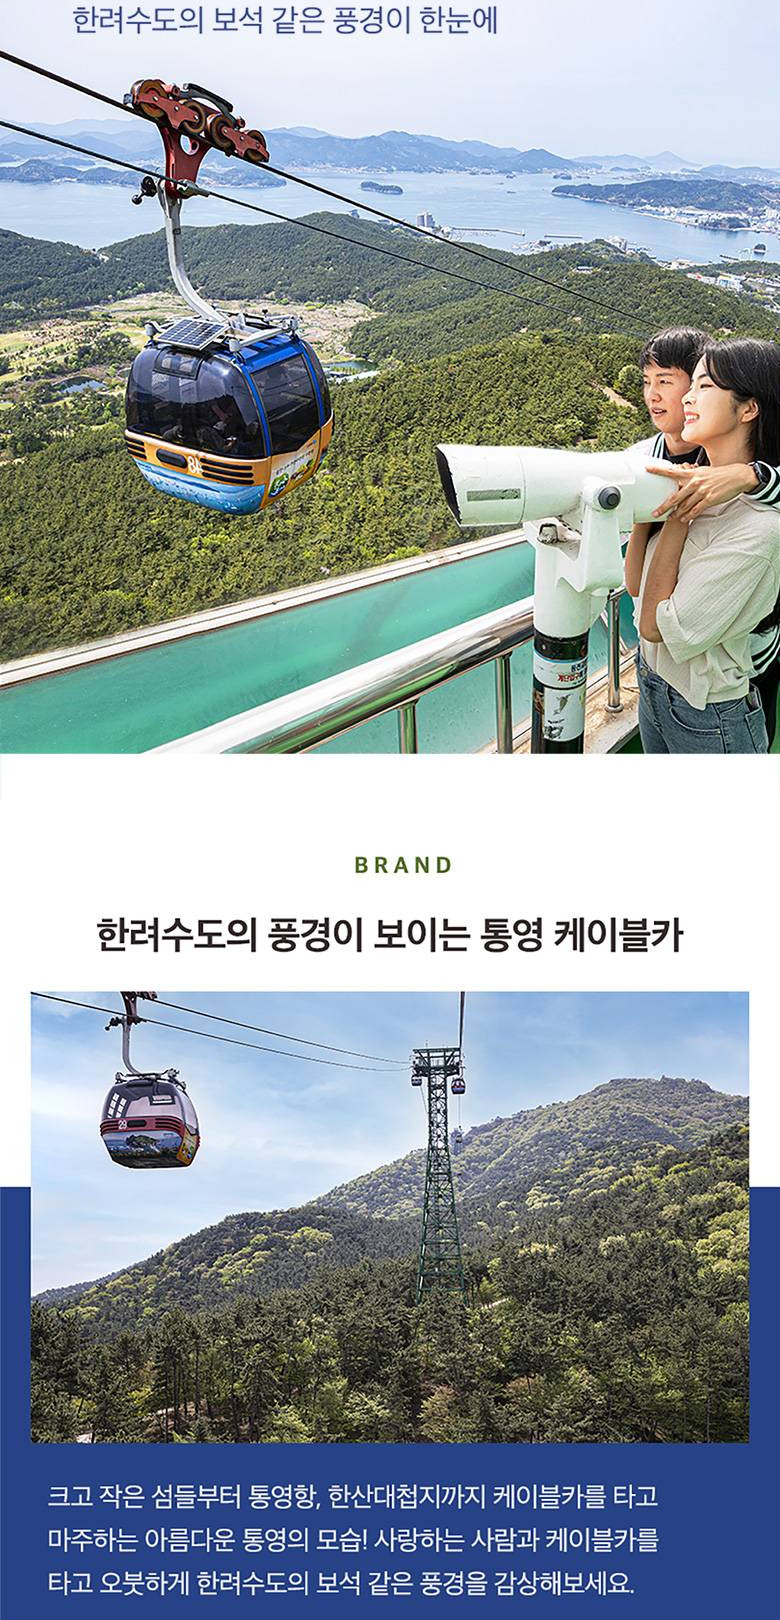 한려수도의 보석 같은 풍경이 한눈에
BRAND
한려수도의 풍경이 보이는 통영 케이블카
29
크고 작은 섬들부터 통영항, 한산대첩지까지 케이블카를 타고
마주하는 아름다운 통영의 모습! 사랑하는 사람과 케이블카를
타고 오붓하게 한려수도의 보석 같은 풍경을 감상해보세요.